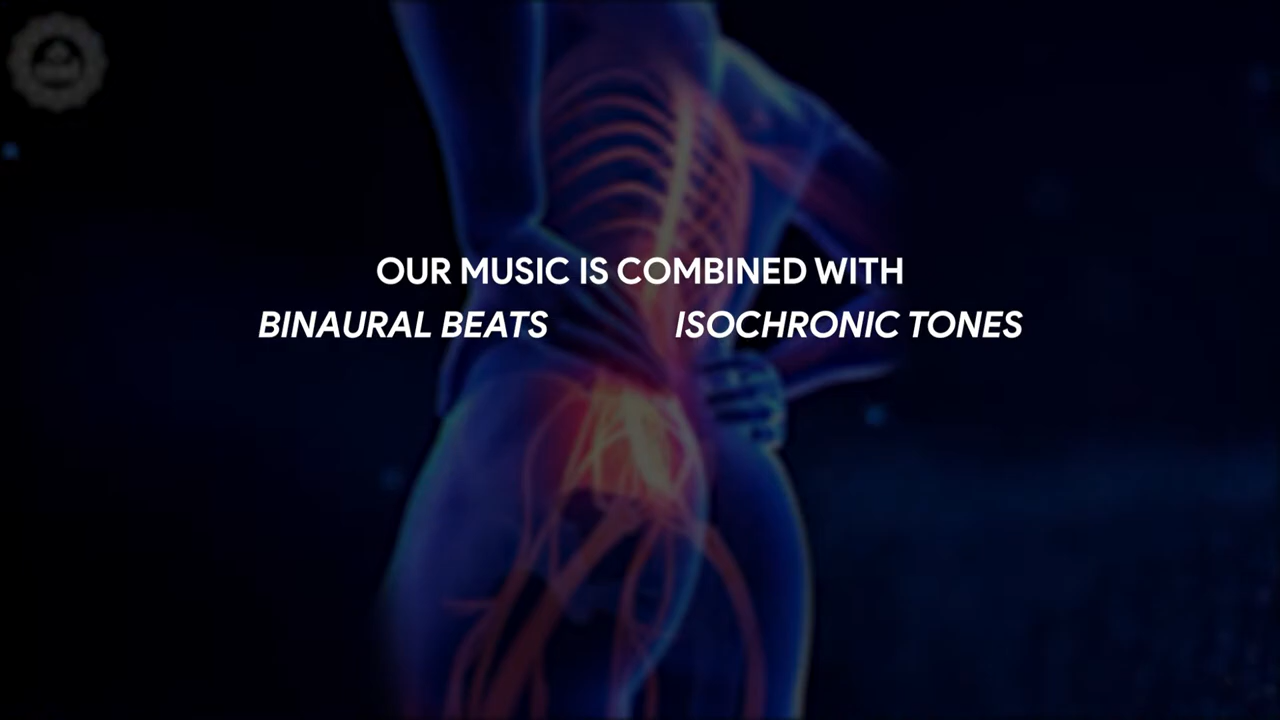 OUR MUSIC IS COMBINED WITH
BINAURAL BEATS ISOCHRONIC TONES